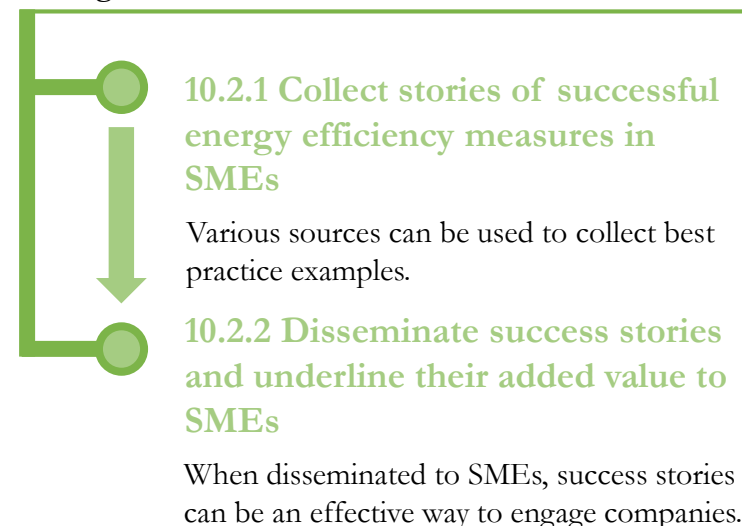 10.2.1 Collect stories of successful
energy efficiency measures in
SMEs
Various sources can be used to collect best
practice examples.
10.2.2 Disseminate success stories
and underline their added value to
SMEs
When disseminated to SMEs, success stories
can be an effective way to engage companies.